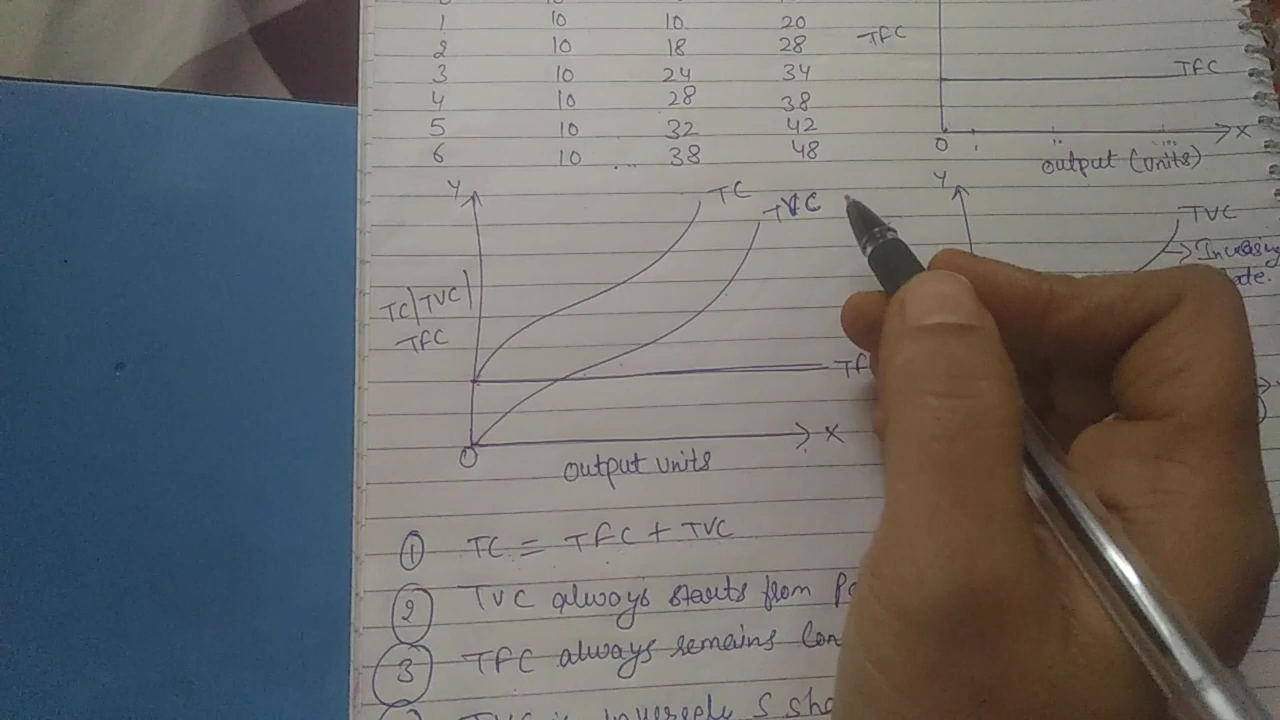 1 10 10 20
2 10 18 28
3 10 24 34
4 10 28 38
5 10 32 42
6 10 38 48
TFC
TFC
X
O
output (units)
Y
TC
TVC
TC/TVC/
TFC
TF
X
O
output units
Y
TVC
① TC = TFC + TVC
② TVC always starts from
③ TFC always remains Con